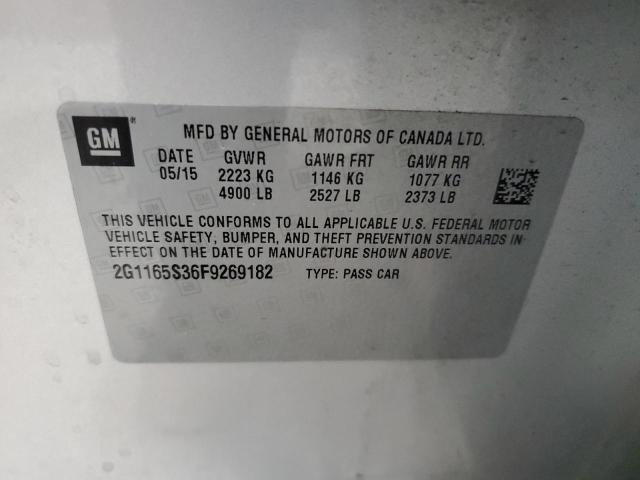 GM
MFD BY GENERAL MOTORS OF CANADA LTD.
DATE GVWR GAWR FRT GAWR RR
05/15 2223 KG 1146 KG 1077 KG
4900 LB 2527 LB 2373 LB
THIS VEHICLE CONFORMS TO ALL APPLICABLE U.S. FEDERAL MOTOR
VEHICLE SAFETY, BUMPER, AND THEFT PREVENTION STANDARDS IN
EFFECT ON THE DATE OF MANUFACTURE SHOWN ABOVE.
2G1165S36F9269182 TYPE: PASS CAR